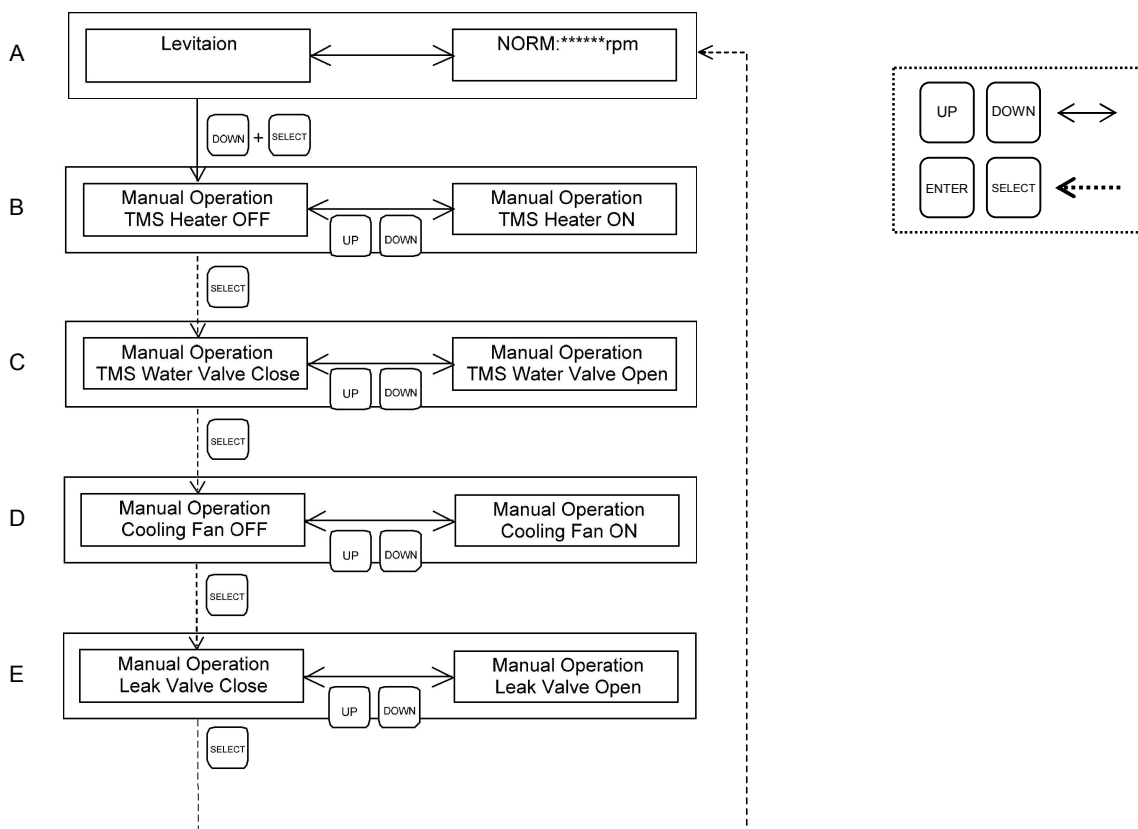 A
Levitaion
NORM:******rpm
DOWN + SELECT
B
Manual Operation
TMS Heater OFF
Manual Operation
TMS Heater ON
UP DOWN
SELECT
C
Manual Operation
TMS Water Valve Close
Manual Operation
TMS Water Valve Open
UP DOWN
SELECT
D
Manual Operation
Cooling Fan OFF
Manual Operation
Cooling Fan ON
UP DOWN
SELECT
E
Manual Operation
Leak Valve Close
Manual Operation
Leak Valve Open
UP DOWN
SELECT
UP DOWN
ENTER SELECT